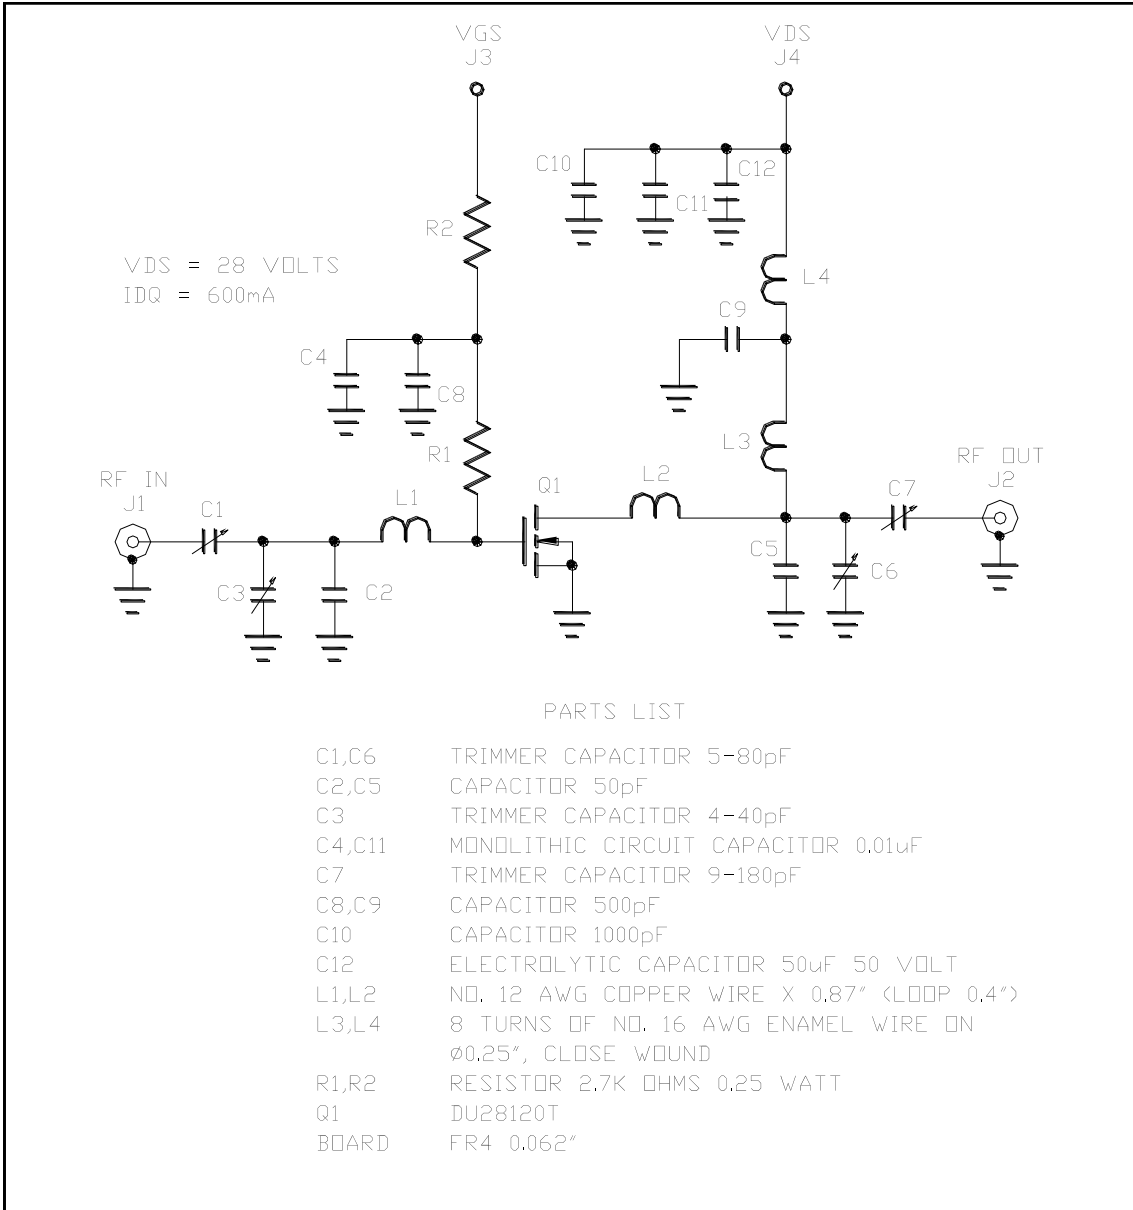 VGS
J3
VDS
J4
C10
C12
C11
R2
VDS = 28 VOLTS
IDQ = 600mA
L4
C9
C4
C8
R1
L3
RF IN
J1
C1
L1
Q1
L2
C7
RF OUT
J2
C3
C2
C5
C6
PARTS LIST
C1,C6 TRIMMER CAPACITOR 5-80pF
C2,C5 CAPACITOR 50pF
C3 TRIMMER CAPACITOR 4-40pF
C4,C11 MONOLITHIC CIRCUIT CAPACITOR 0.01uF
C7 TRIMMER CAPACITOR 9-180pF
C8,C9 CAPACITOR 500pF
C10 CAPACITOR 1000pF
C12 ELECTROLYTIC CAPACITOR 50uF 50 VOLT
L1,L2 NO. 12 AWG COPPER WIRE X 0.87" (LOOP 0.4")
L3,L4 8 TURNS OF NO. 16 AWG ENAMEL WIRE ON
Ø0.25", CLOSE WOUND
R1,R2 RESISTOR 2.7K OHMS 0.25 WATT
Q1 DU28120T
BOARD FR4 0.062"